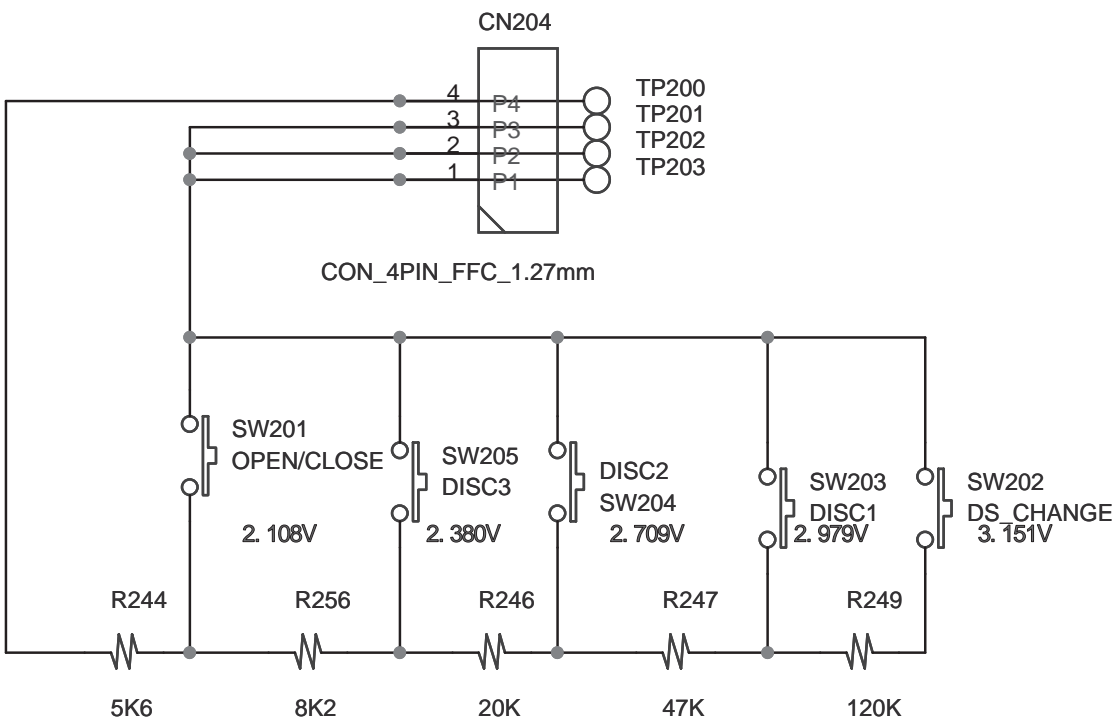 CN204
4 P4 TP200
3 P3 TP201
2 P2 TP202
1 P1 TP203
CON_4PIN_FFC_1.27mm
SW201
OPEN/CLOSE
2. 108V
SW205
DISC3
2. 380V
DISC2
SW204
2. 709V
SW203
DISC1
2. 979V
SW202
DS_CHANGE
3. 151V
R244 R256 R246 R247 R249
5K6 8K2 20K 47K 120K